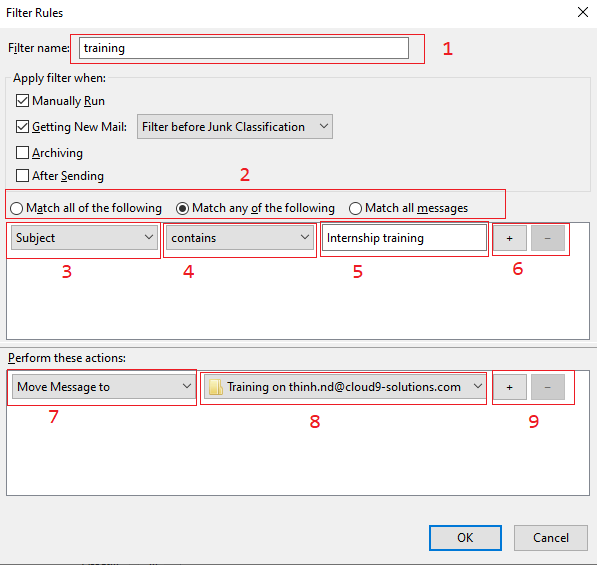 Filter Rules
Filter name: training 1
Apply filter when:
Manually Run
Getting New Mail: Filter before Junk Classification
Archiving
After Sending
2
Match all of the following Match any of the following Match all messages
Subject contains Internship training + −
3 4 5 6
Perform these actions:
Move Message to Training on thinh.nd@cloud9-solutions.com + −
7 8 9
OK Cancel